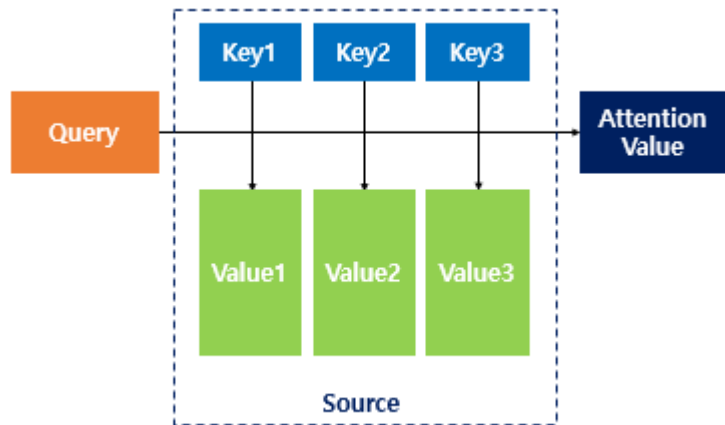 Key1 Key2 Key3
Query
Attention
Value
Value1 Value2 Value3
Source